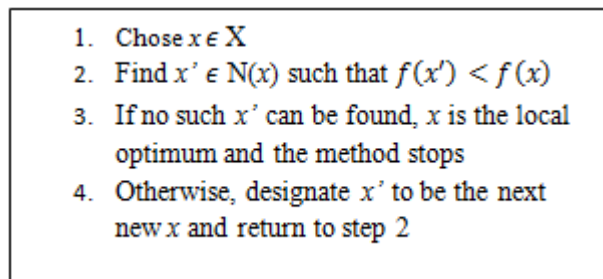 1. Chose x ϵ X
2. Find x’ ϵ N(x) such that f(x′) < f(x)
3. If no such x’ can be found, x is the local
optimum and the method stops
4. Otherwise, designate x’ to be the next
new x and return to step 2